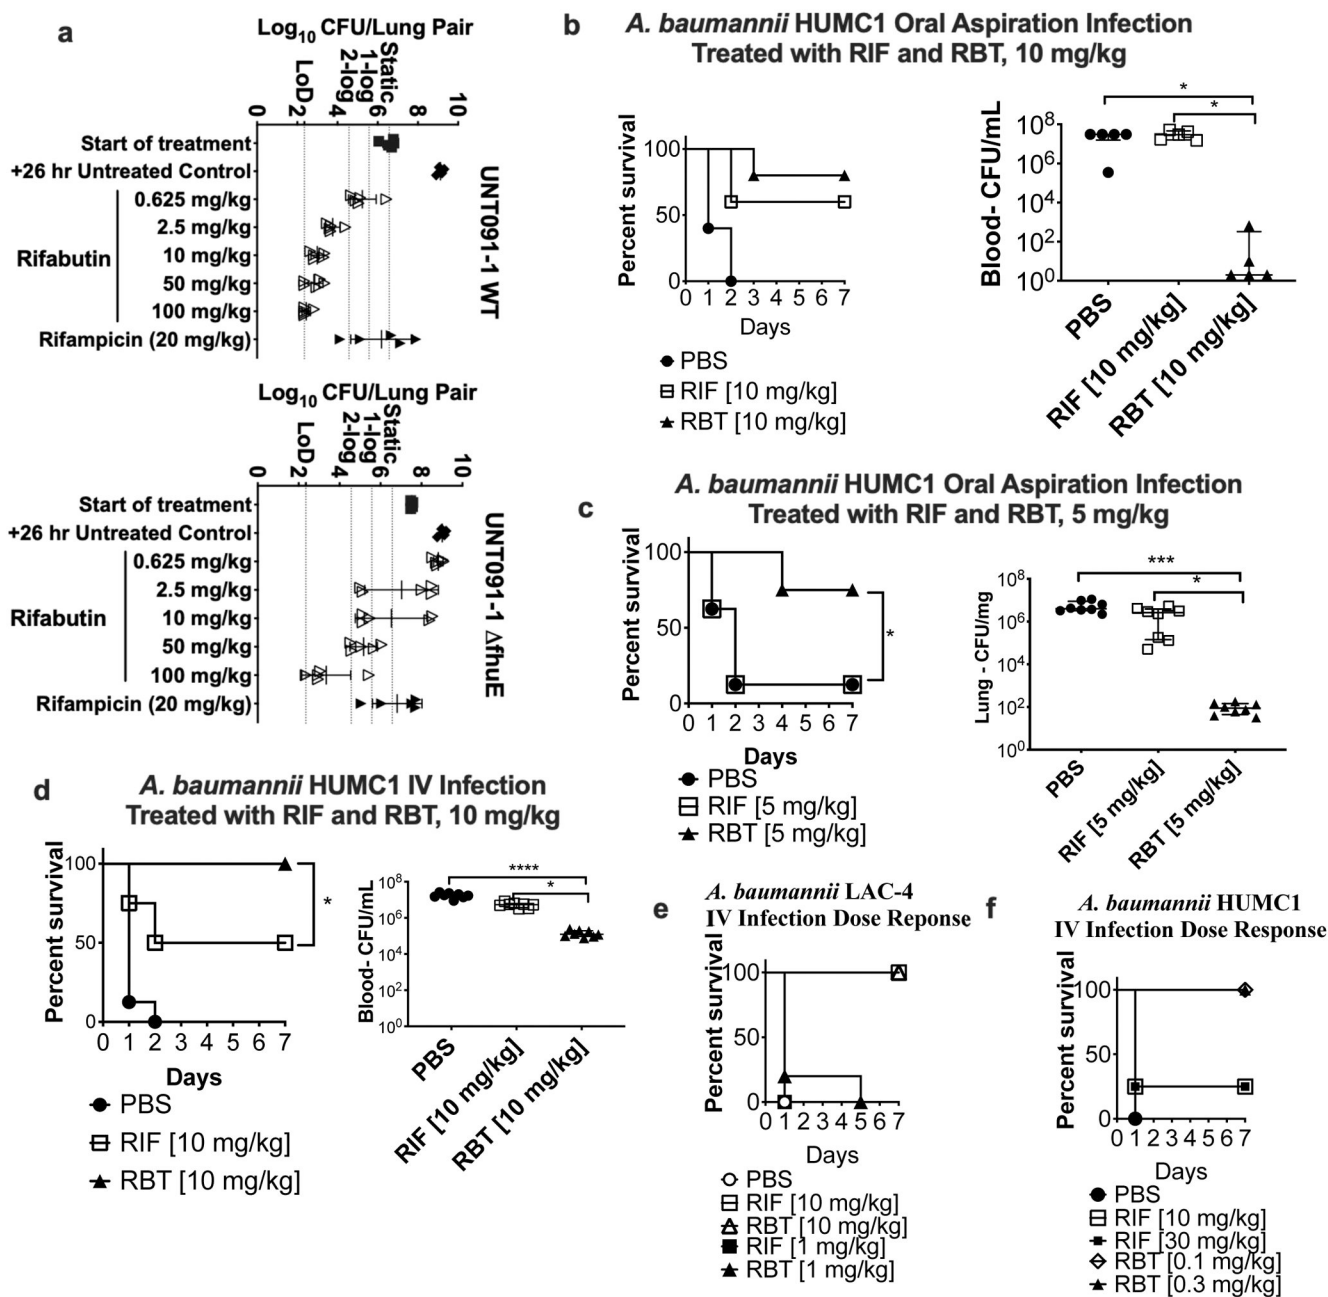 a
Log10 CFU/Lung Pair
LoD
2-log
1-log
Static
0 2 4 6 8 10
Start of treatment
+26 hr Untreated Control
0.625 mg/kg
2.5 mg/kg
Rifabutin
10 mg/kg
50 mg/kg
100 mg/kg
Rifampicin (20 mg/kg)
UNT091-1 WT
Log10 CFU/Lung Pair
LoD
2-log
1-log
Static
0 2 4 6 8 10
Start of treatment
+26 hr Untreated Control
0.625 mg/kg
2.5 mg/kg
Rifabutin
10 mg/kg
50 mg/kg
100 mg/kg
Rifampicin (20 mg/kg)
UNT091-1 ΔfhuE
b
A. baumannii HUMC1 Oral Aspiration Infection
Treated with RIF and RBT, 10 mg/kg
Percent survival
100
50
0
0 1 2 3 4 5 6 7
Days
PBS
RIF [10 mg/kg]
RBT [10 mg/kg]
Blood- CFU/mL
10^8
10^6
10^4
10^2
10^0
*
*
PBS
RIF [10 mg/kg]
RBT [10 mg/kg]
c
A. baumannii HUMC1 Oral Aspiration Infection
Treated with RIF and RBT, 5 mg/kg
Percent survival
100
50
0
0 1 2 3 4 5 6 7
*
Days
PBS
RIF [5 mg/kg]
RBT [5 mg/kg]
Lung - CFU/mg
10^8
10^6
10^4
10^2
10^0
***
*
PBS
RIF [5 mg/kg]
RBT [5 mg/kg]
d
A. baumannii HUMC1 IV Infection
Treated with RIF and RBT, 10 mg/kg
Percent survival
100
50
0
0 1 2 3 4 5 6 7
*
Days
PBS
RIF [10 mg/kg]
RBT [10 mg/kg]
Blood- CFU/mL
10^8
10^6
10^4
10^2
10^0
****
*
PBS
RIF [10 mg/kg]
RBT [10 mg/kg]
e
A. baumannii LAC-4
IV Infection Dose Reponse
Percent survival
100
50
0
0 1 2 3 4 5 6 7
Days
PBS
RIF [10 mg/kg]
RBT [10 mg/kg]
RIF [1 mg/kg]
RBT [1 mg/kg]
f
A. baumannii HUMC1
IV Infection Dose Response
Percent survival
100
50
0
0 1 2 3 4 5 6 7
Days
PBS
RIF [10 mg/kg]
RIF [30 mg/kg]
RBT [0.1 mg/kg]
RBT [0.3 mg/kg]